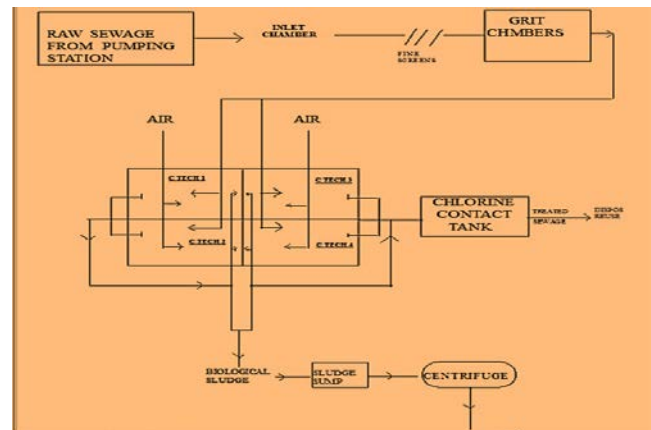 RAW SEWAGE
FROM PUMPING
STATION
INLET
CHAMBER
FINE
SCREENS
GRIT
CHMBERS
AIR
AIR
C TECH.1
C TECH.3
C TECH.2
C TECH.4
CHLORINE
CONTACT
TANK
TREATED
SEWAGE
DISPOS
REUSE
BIOLOGICAL
SLUDGE
SLUDGE
SUMP
CENTRIFUGE